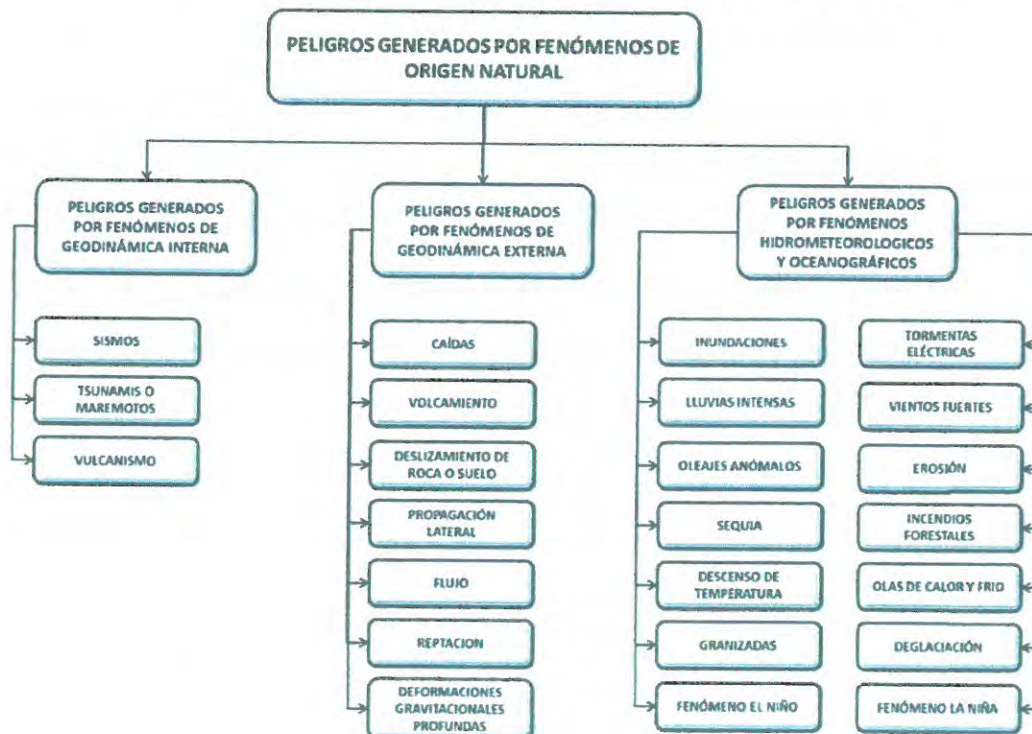 PELIGROS GENERADOS POR FENÓMENOS DE
ORIGEN NATURAL
PELIGROS GENERADOS
POR FENÓMENOS DE
GEODINÁMICA INTERNA
SISMOS
TSUNAMIS O
MAREMOTOS
VULCANISMO
PELIGROS GENERADOS
POR FENÓMENOS DE
GEODINÁMICA EXTERNA
CAÍDAS
VOLCAMIENTO
DESLIZAMIENTO DE
ROCA O SUELO
PROPAGACIÓN
LATERAL
FLUJO
REPTACION
DEFORMACIONES
GRAVITACIONALES
PROFUNDAS
PELIGROS GENERADOS
POR FENÓMENOS
HIDROMETEOROLOGICOS
Y OCEANOGRÁFICOS
INUNDACIONES
LLUVIAS INTENSAS
OLEAJES ANÓMALOS
SEQUIA
DESCENSO DE
TEMPERATURA
GRANIZADAS
FENÓMENO EL NIÑO
TORMENTAS
ELÉCTRICAS
VIENTOS FUERTES
EROSIÓN
INCENDIOS
FORESTALES
OLAS DE CALOR Y FRIO
DEGLACIACIÓN
FENÓMENO LA NIÑA